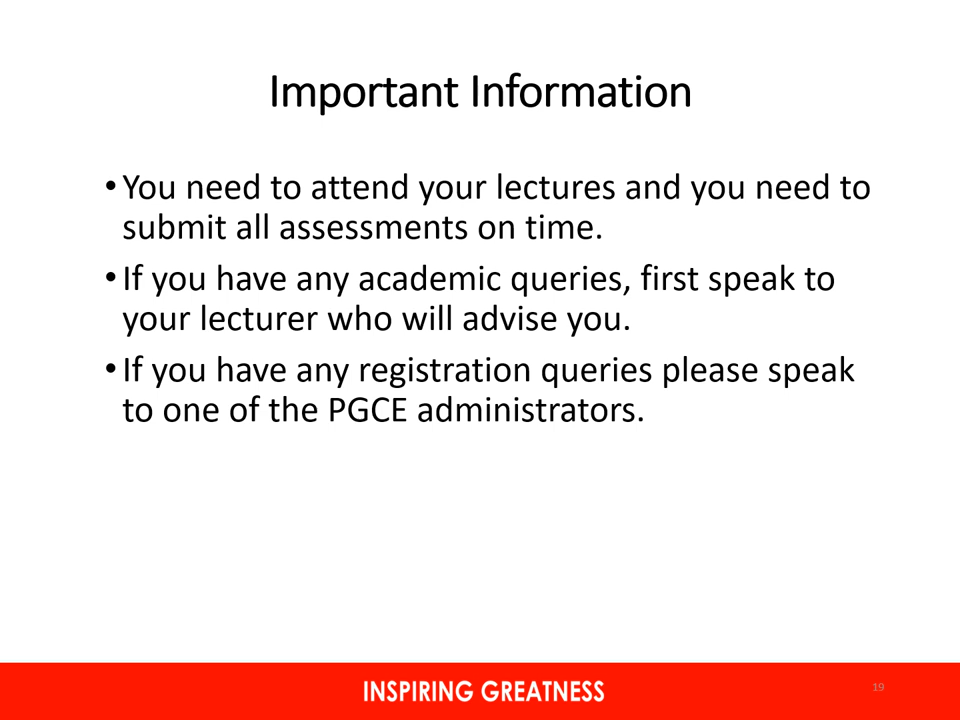 Important Information
• You need to attend your lectures and you need to
submit all assessments on time.
• If you have any academic queries, first speak to
your lecturer who will advise you.
• If you have any registration queries please speak
to one of the PGCE administrators.
INSPIRING GREATNESS
19